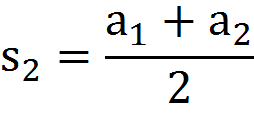 s₂ = (a₁ + a₂) / 2